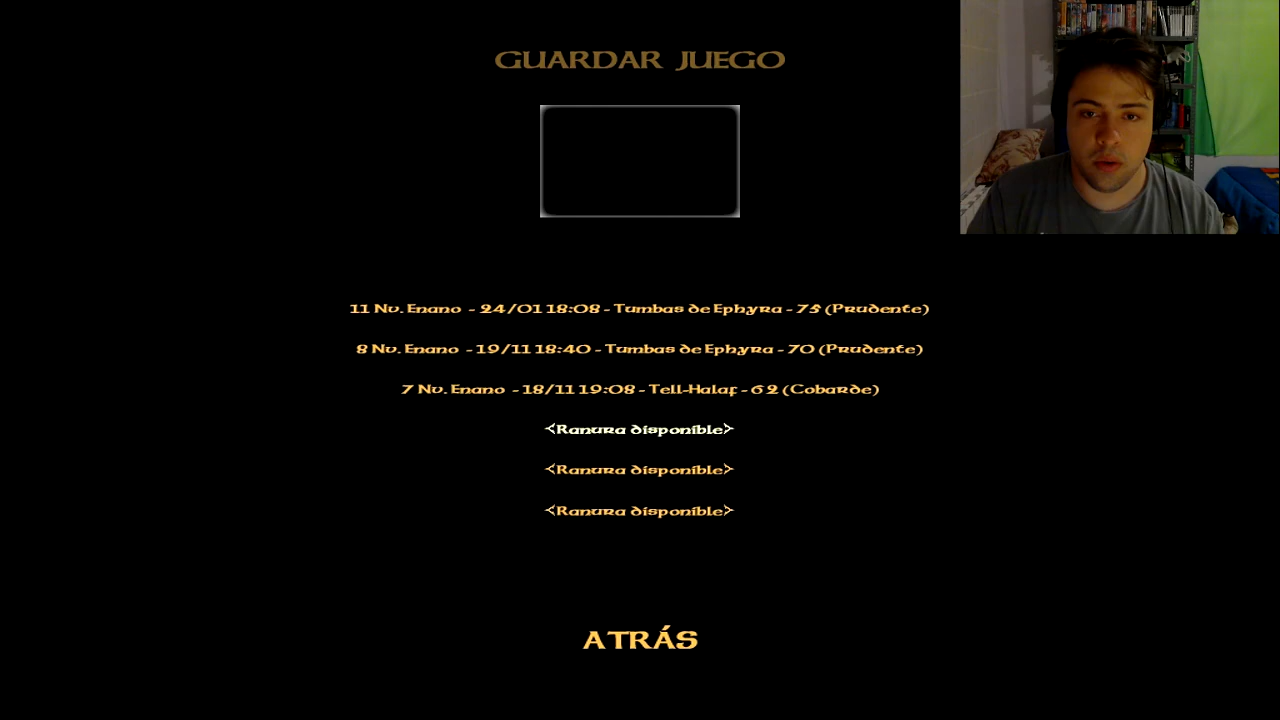 GUARDAR JUEGO
11 Nv. Enano - 24/01 18:08 - Tumbas de Ephyra - 75 (Prudente)
8 Nv. Enano - 19/11 18:40 - Tumbas de Ephyra - 70 (Prudente)
7 Nv. Enano - 18/11 19:08 - Tell-Halaf - 62 (Cobarde)
<Ranura disponible>
<Ranura disponible>
<Ranura disponible>
ATRÁS